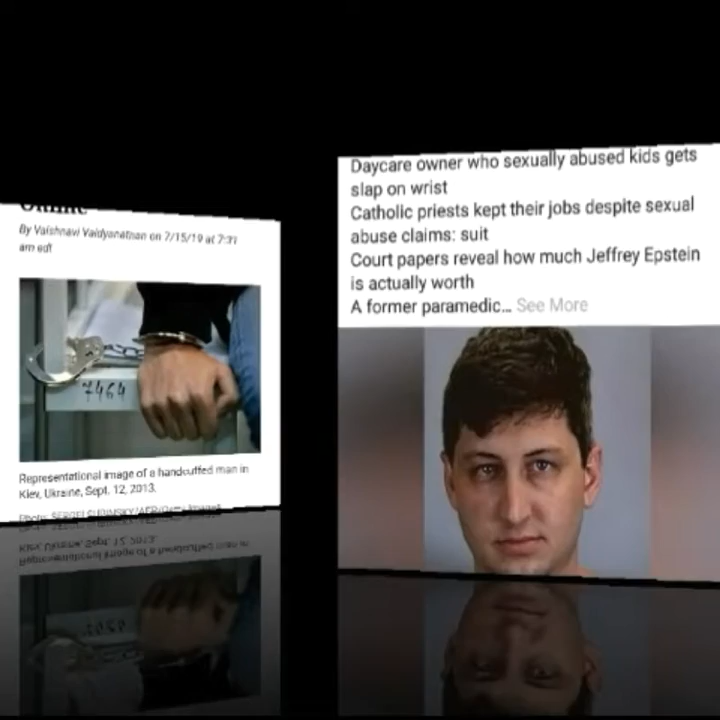 Online
By Vaishnavi Vaidyanathan on 7/15/19 at 7:31
am edt
7464
Representational image of a handcuffed man in
Kiev, Ukraine, Sept. 12, 2013.
Daycare owner who sexually abused kids gets
slap on wrist
Catholic priests kept their jobs despite sexual
abuse claims: suit
Court papers reveal how much Jeffrey Epstein
is actually worth
A former paramedic... See More